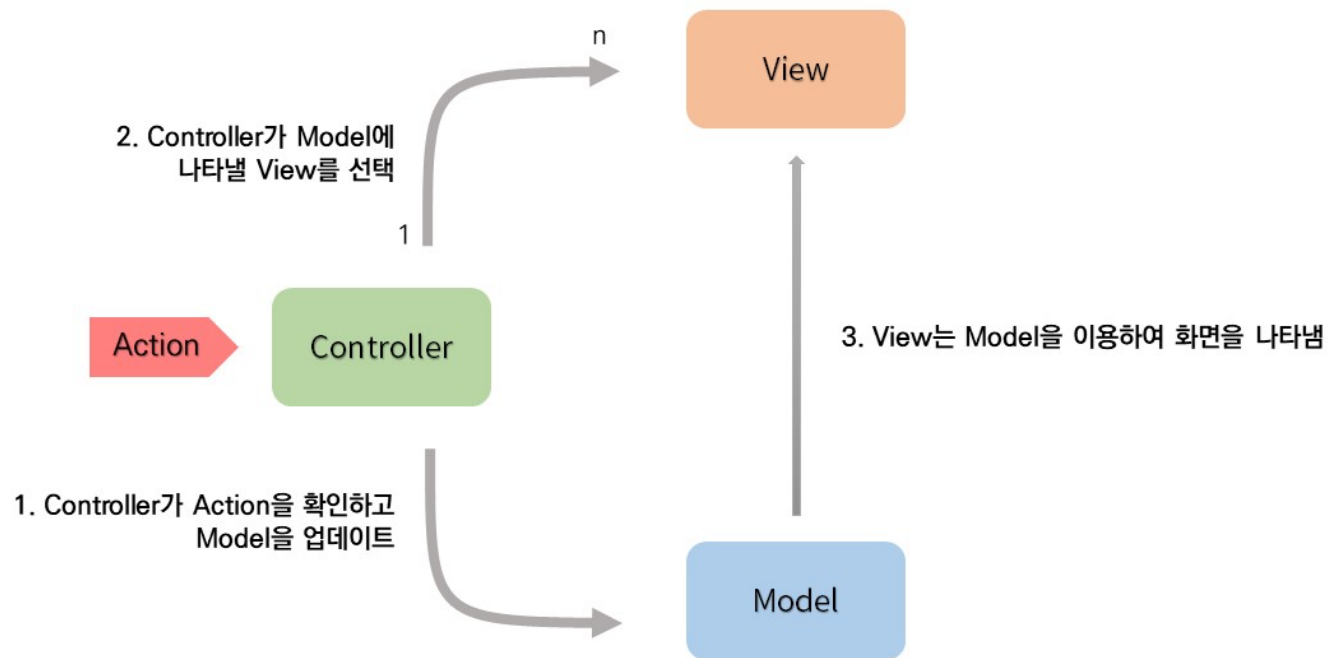 n
View
2. Controller가 Model에
나타낼 View를 선택
1
Action
Controller
3. View는 Model을 이용하여 화면을 나타냄
1. Controller가 Action을 확인하고
Model을 업데이트
Model